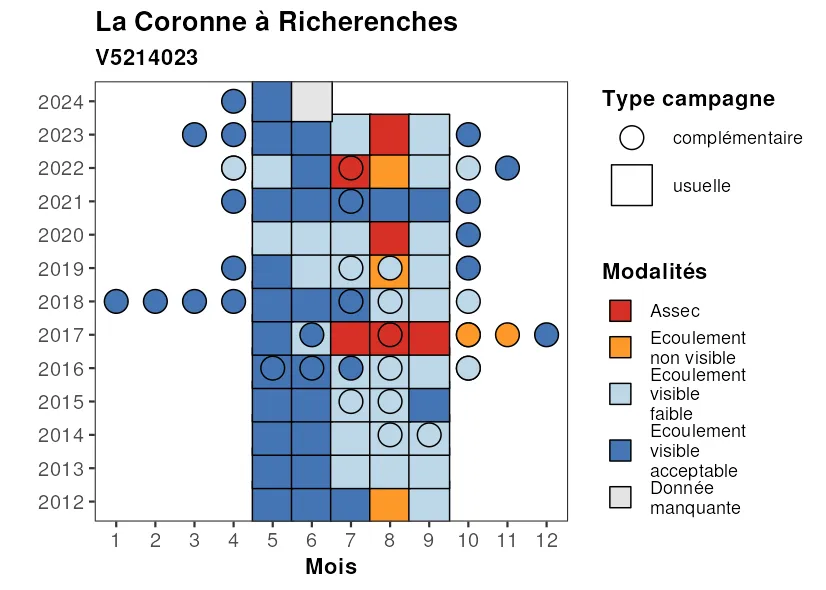 La Coronne à Richerenches
V5214023
2024
2023
2022
2021
2020
2019
2018
2017
2016
2015
2014
2013
2012
1 2 3 4 5 6 7 8 9 10 11 12
Mois
Type campagne
complémentaire
usuelle
Modalités
Assec
Ecoulement
non visible
Ecoulement
visible
faible
Ecoulement
visible
acceptable
Donnée
manquante